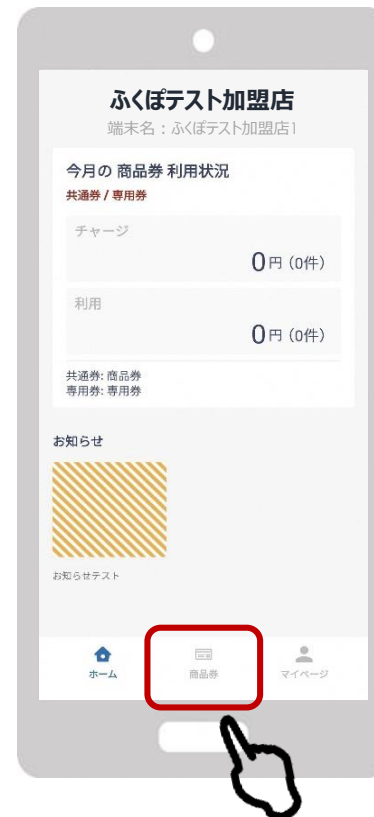 ふくぽテスト加盟店
端末名：ふくぽテスト加盟店1
今月の 商品券 利用状況
共通券 / 専用券
チャージ
0円（0件）
利用
0円（0件）
共通券: 商品券
専用券: 専用券
お知らせ
お知らせテスト
ホーム 商品券 マイページ